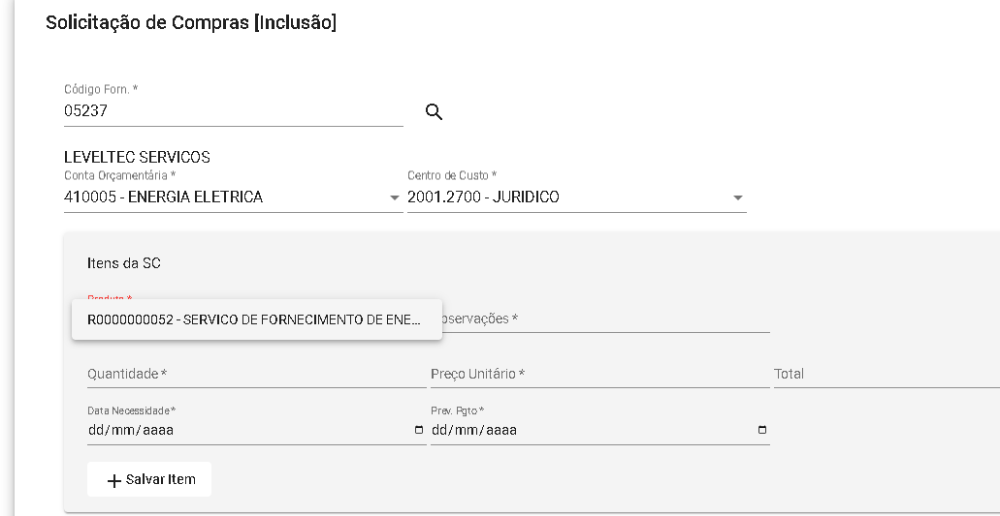 Solicitação de Compras [Inclusão]
Código Forn. *
05237
LEVELTEC SERVICOS
Conta Orçamentária * Centro de Custo *
410005 - ENERGIA ELETRICA 2001.2700 - JURIDICO
Itens da SC
Produto *
R0000000052 - SERVICO DE FORNECIMENTO DE ENE... bservações *
Quantidade * Preço Unitário * Total
Data Necessidade * Prev. Pgto *
dd/mm/aaaa dd/mm/aaaa
Salvar Item